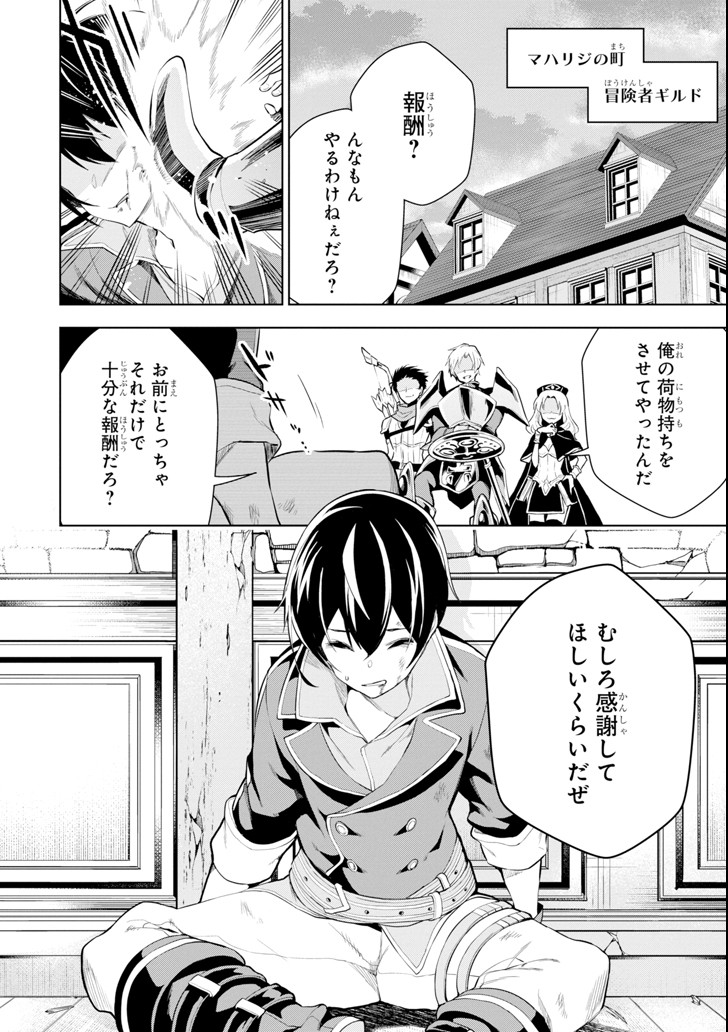 マハリジの町
冒険者ギルド
報酬？
んなもん
やるわけねぇだろ？
俺の荷物持ちを
させてやったんだ
お前にとっちゃ
それだけで
十分な報酬だろ？
むしろ感謝して
ほしいくらいだぜ